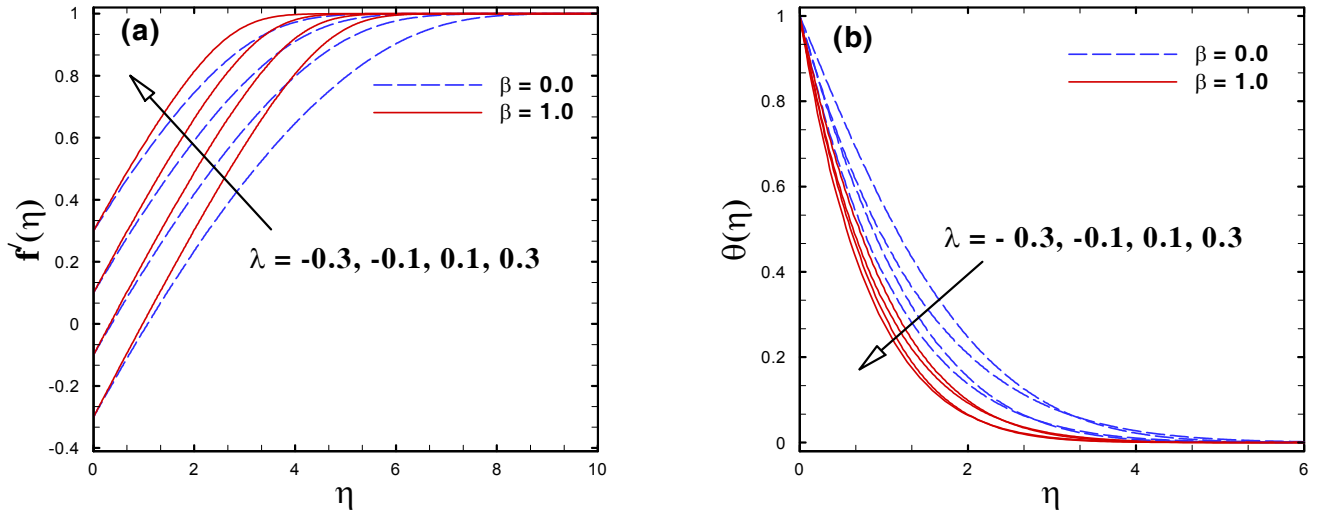 (a)
β = 0.0
β = 1.0
λ = -0.3, -0.1, 0.1, 0.3
f′(η)
1
0.8
0.6
0.4
0.2
0
-0.2
-0.4
0 2 4 6 8 10
η
(b)
β = 0.0
β = 1.0
λ = - 0.3, -0.1, 0.1, 0.3
θ(η)
1
0.8
0.6
0.4
0.2
0
0 2 4 6
η